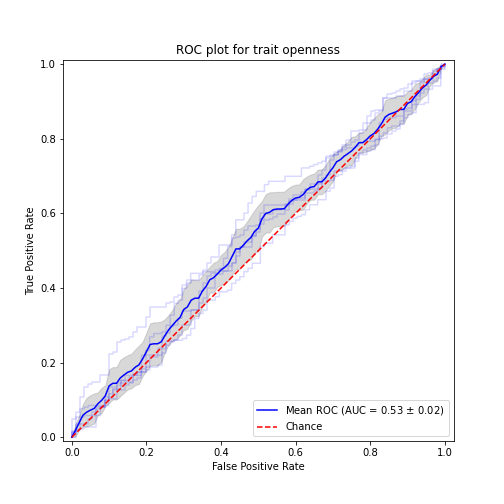 ROC plot for trait openness
1.0
0.8
0.6
0.4
0.2
0.0
True Positive Rate
Mean ROC (AUC = 0.53 ± 0.02)
Chance
0.0 0.2 0.4 0.6 0.8 1.0
False Positive Rate